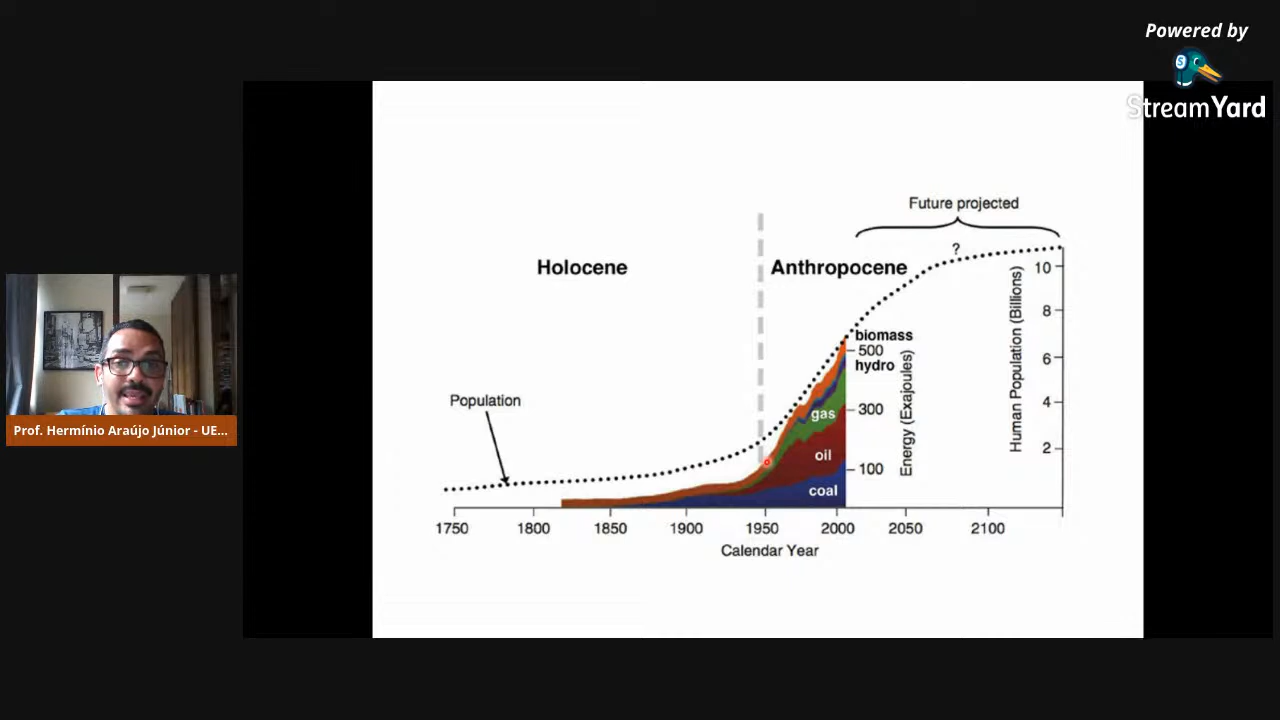 Powered by
StreamYard
Future projected
?
Holocene
Anthropocene
Population
biomass
hydro
gas
oil
coal
500
300
100
Energy (Exajoules)
Human Population (Billions)
10
8
6
4
2
1750 1800 1850 1900 1950 2000 2050 2100
Calendar Year
Prof. Hermínio Araújo Júnior - UE...